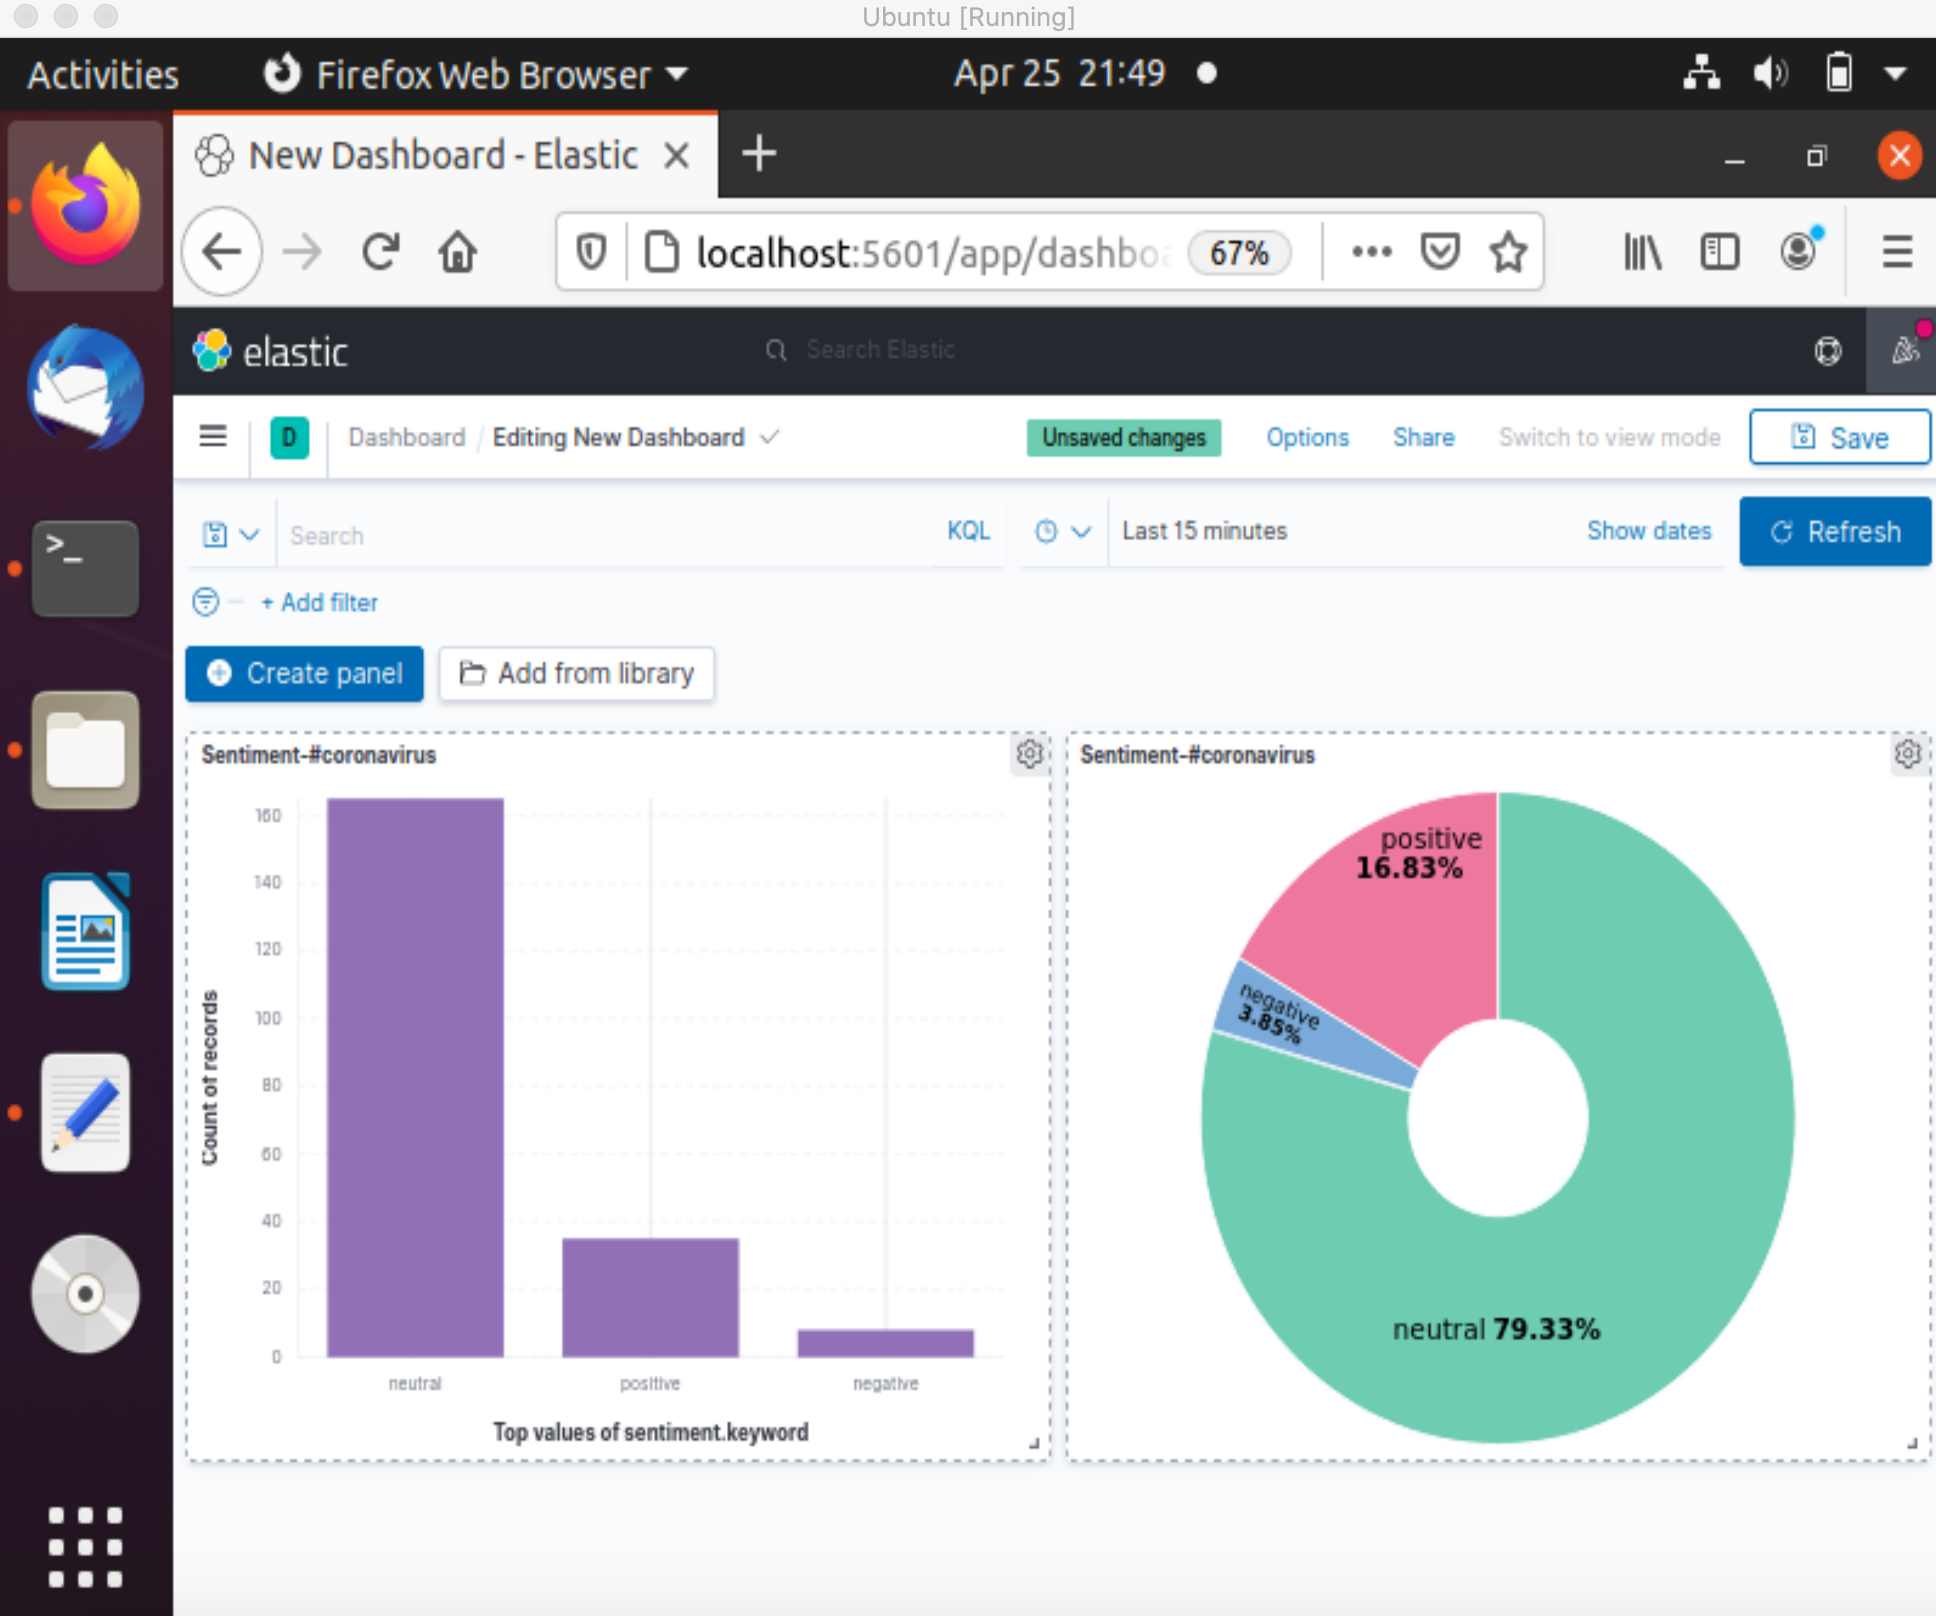 Ubuntu [Running]
Activities Firefox Web Browser Apr 25 21:49
New Dashboard - Elastic
localhost:5601/app/dashboa 67%
elastic Search Elastic
D Dashboard / Editing New Dashboard Unsaved changes Options Share Switch to view mode Save
Search KQL Last 15 minutes Show dates Refresh
+ Add filter
Create panel Add from library
Sentiment-#coronavirus
160
140
120
100
80
60
40
20
0
Count of records
neutral positive negative
Top values of sentiment.keyword
Sentiment-#coronavirus
positive
16.83%
negative
3.85%
neutral 79.33%
>_